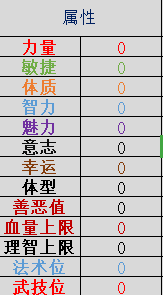 属性
力量 0
敏捷 0
体质 0
智力 0
魅力 0
意志 0
幸运 0
体型 0
善恶值 0
血量上限 0
理智上限 0
法术位 0
武技位 0